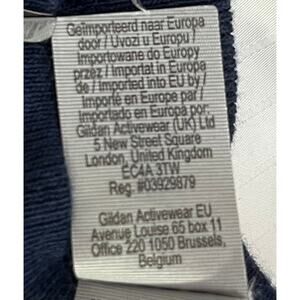 Geïmporteerd naar Europa
door / Uvozi u Europu /
Importowane do Europy
przez / Importat in Europa
de / Imported into EU by /
Importé en Europe par /
Importado en Europa por:
Gildan Activewear (UK) Ltd
5 New Street Square
London, United Kingdom
EC4A 3TW
Reg. #03929879
Gildan Activewear EU
Avenue Louise 65 box 11
Office 220 1050 Brussels,
Belgium